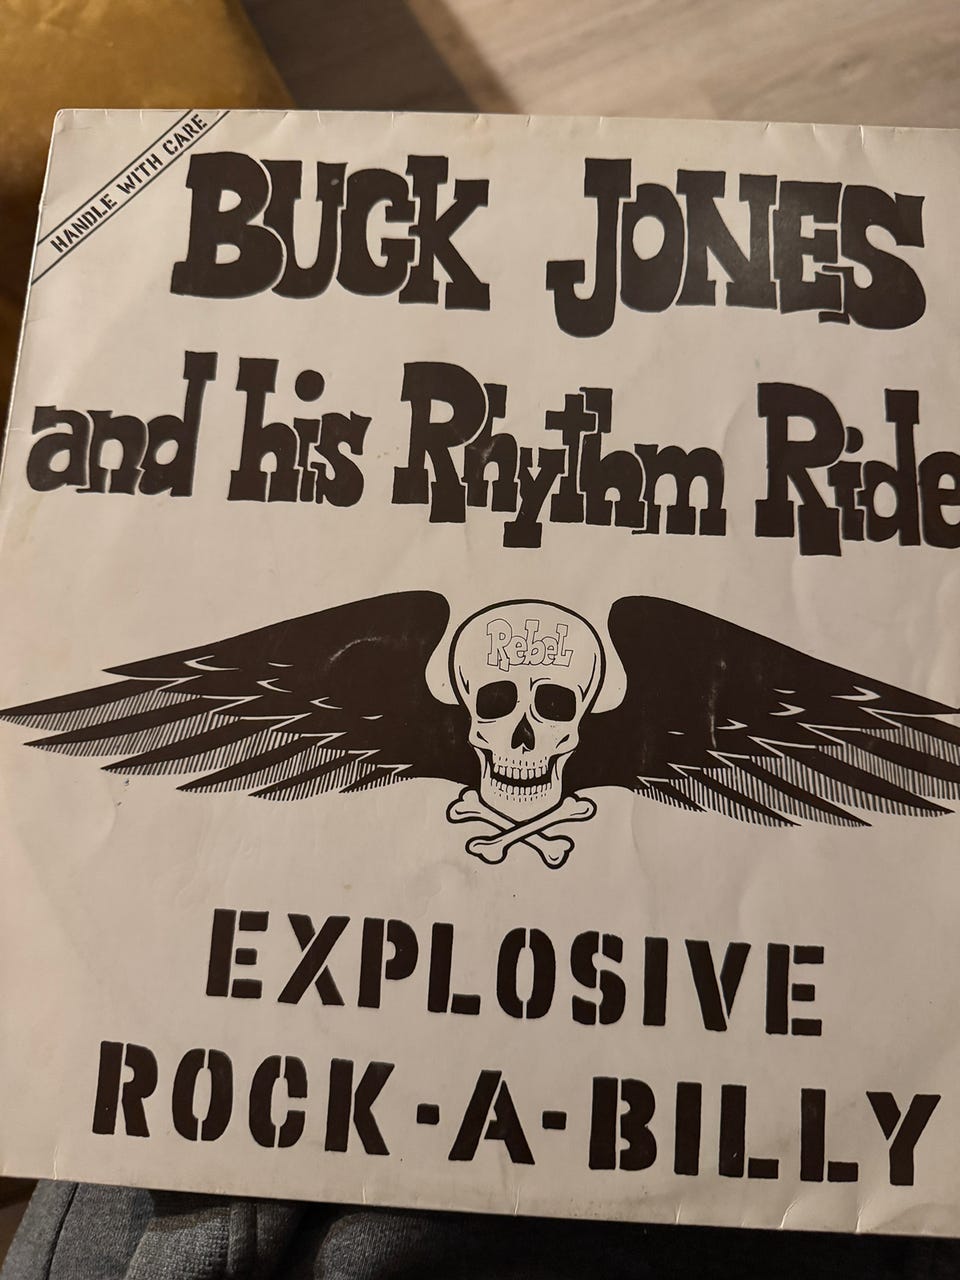 HANDLE WITH CARE
BUCK JONES
and his Rhythm Ride
RebeL
EXPLOSIVE
ROCK-A-BILLY